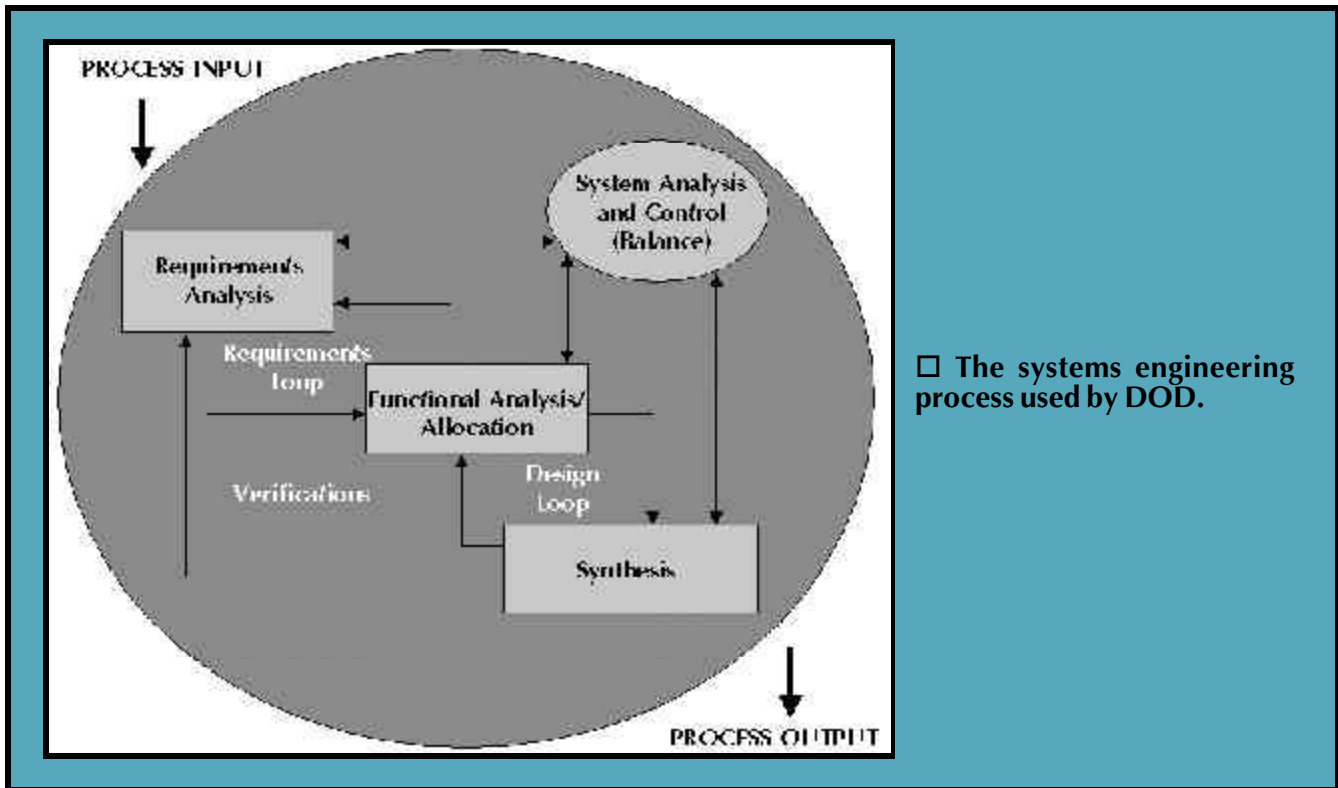 PROCESS INPUT
System Analysis
and Control
(Balance)
Requirements
Analysis
Requirements
Loop
Functional Analysis/
Allocation
Verifications
Design
Loop
Synthesis
PROCESS OUTPUT
□ The systems engineering
process used by DOD.